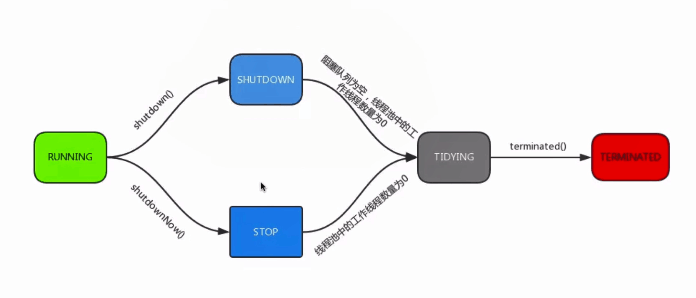 RUNNING
shutdown()
SHUTDOWN
阻塞队列为空，线程池中的工
作线程数量为0
shutdownNow()
STOP
线程池中的工作线程数量为0
TIDYING
terminated()
TERMINATED